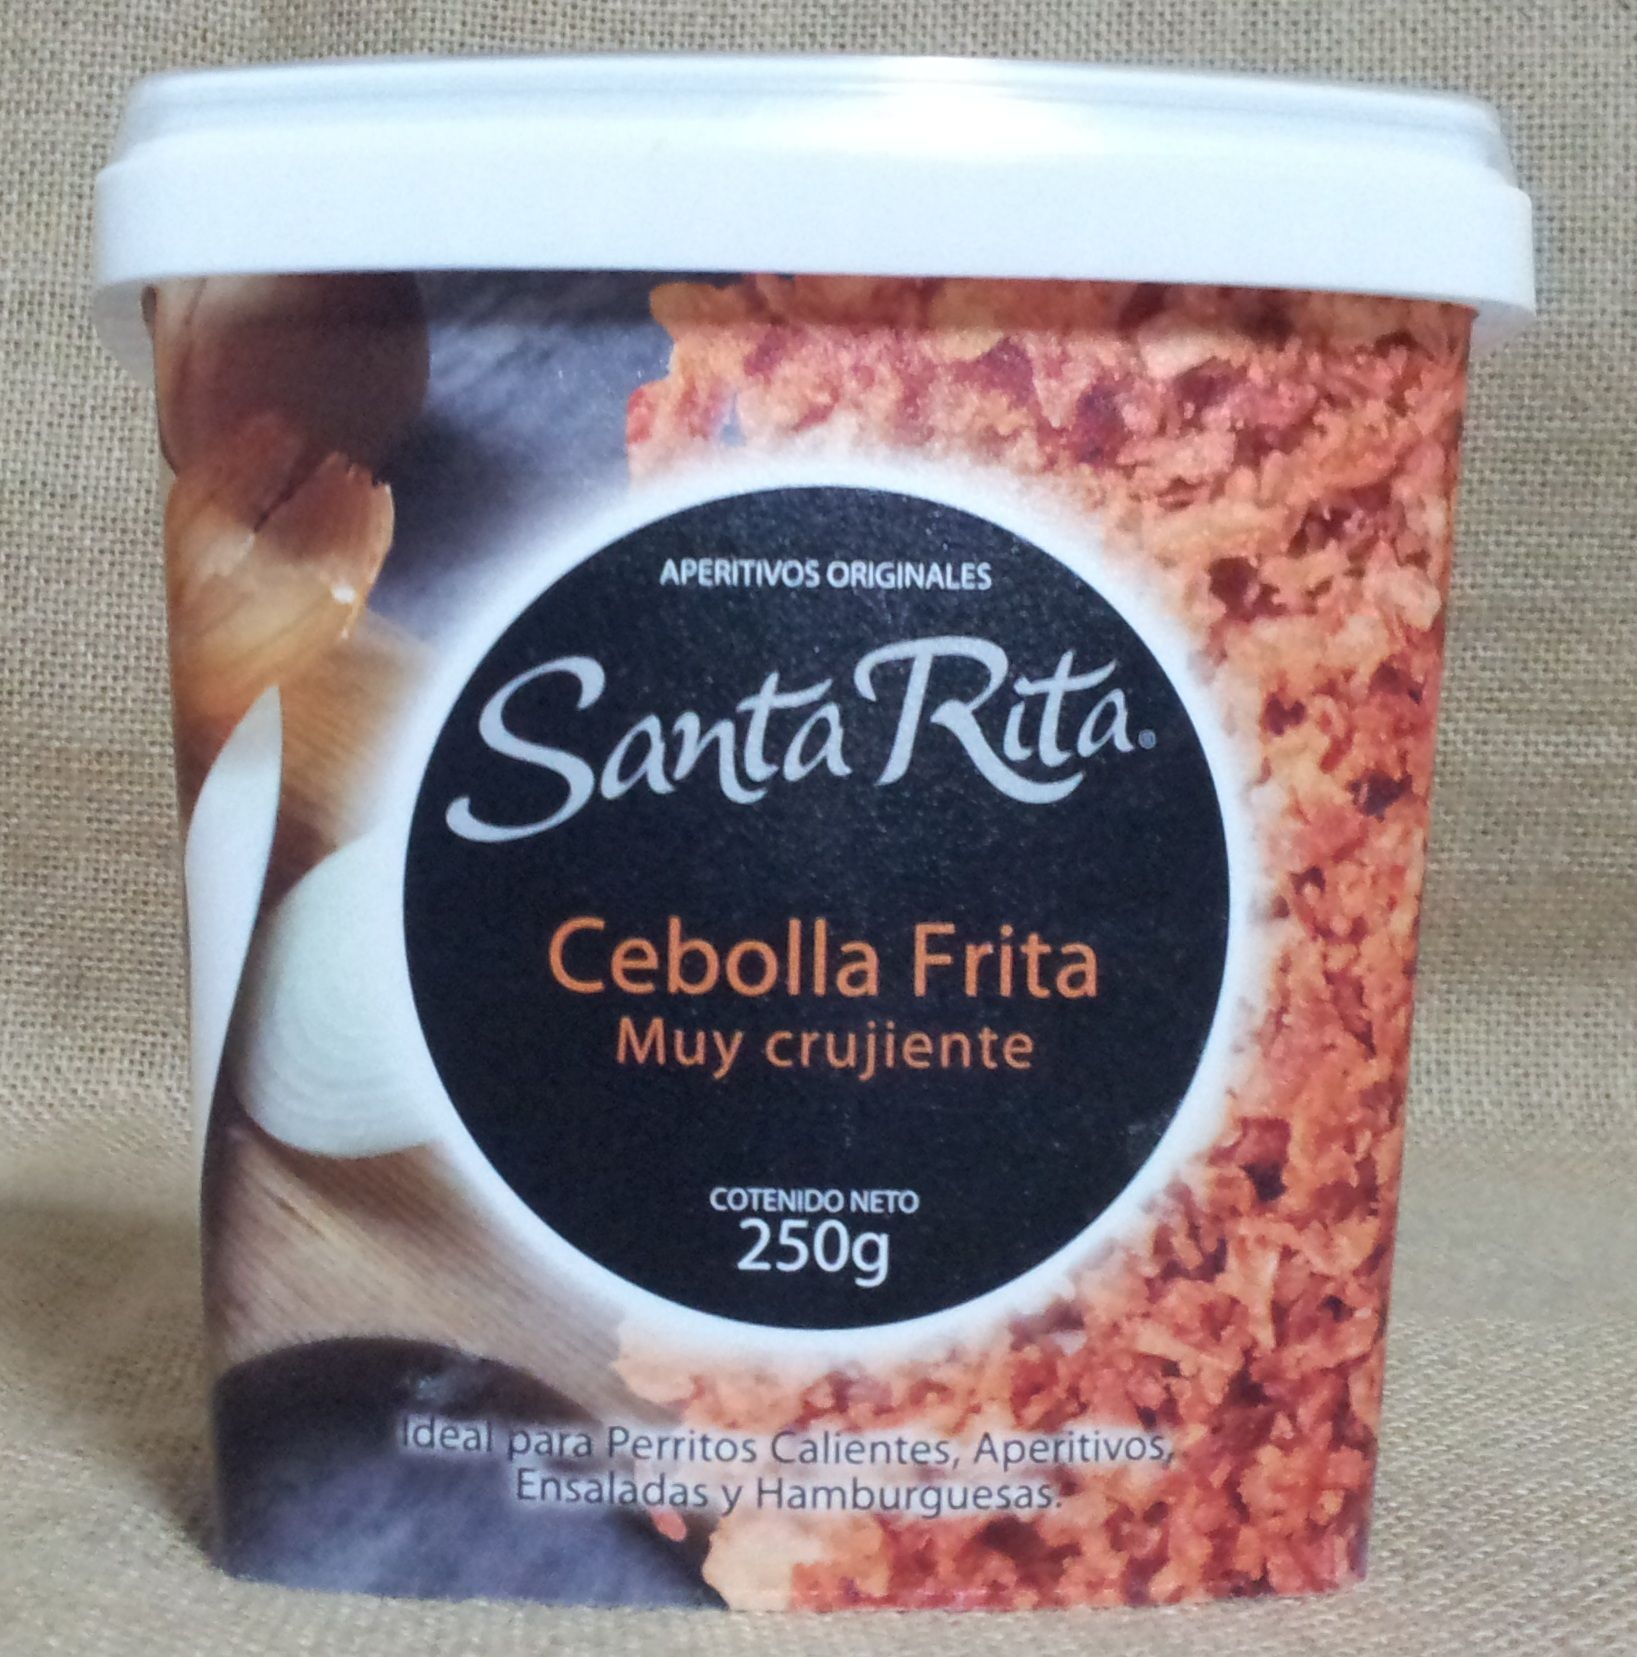 APERITIVOS ORIGINALES
Santa Rita®
Cebolla Frita
Muy crujiente
COTENIDO NETO
250g
Ideal para Perritos Calientes, Aperitivos,
Ensaladas y Hamburguesas.